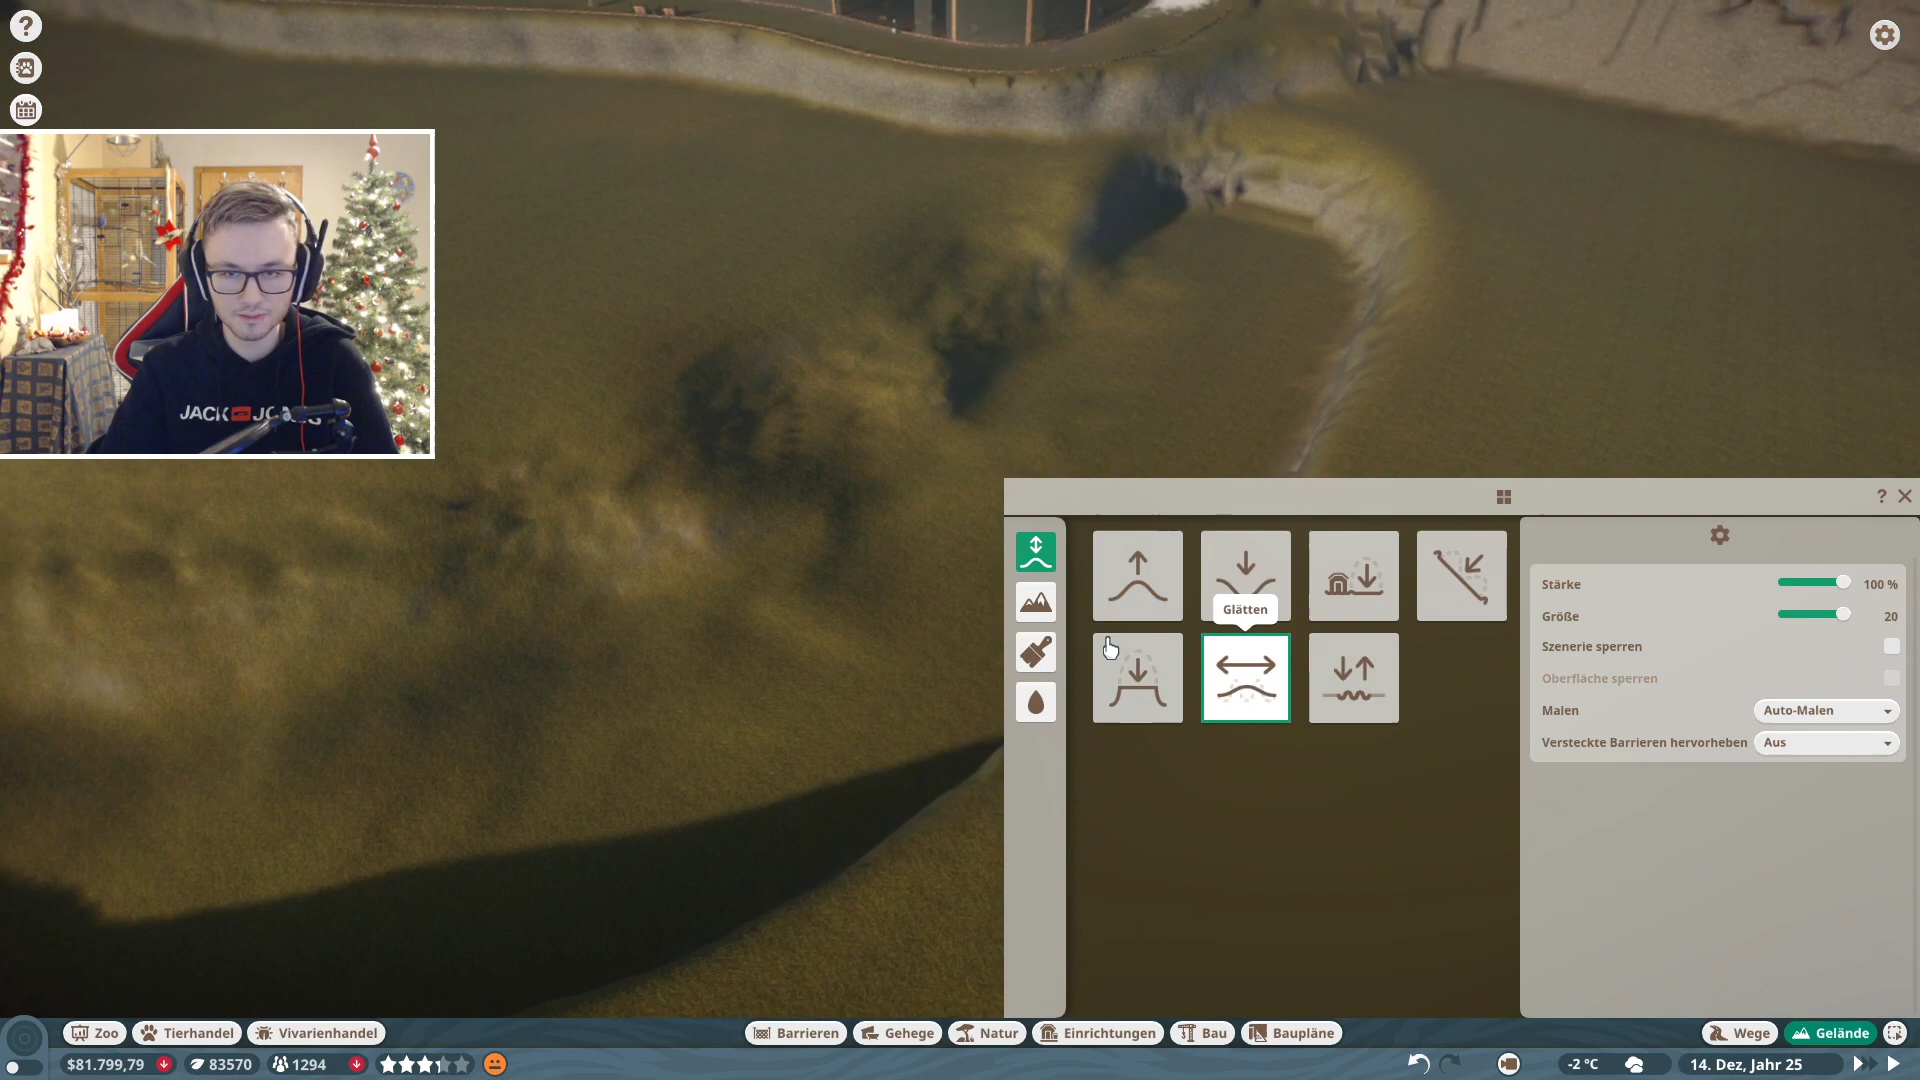 ?
JACK JONES
?
Glätten
Stärke
100 %
Größe
20
Szenerie sperren
Oberfläche sperren
Malen
Auto-Malen
Versteckte Barrieren hervorheben
Aus
Zoo
Tierhandel
Vivarienhandel
Barrieren
Gehege
Natur
Einrichtungen
Bau
Baupläne
Wege
Gelände
$81.799,79
83570
1294
-2 °C
14. Dez, Jahr 25